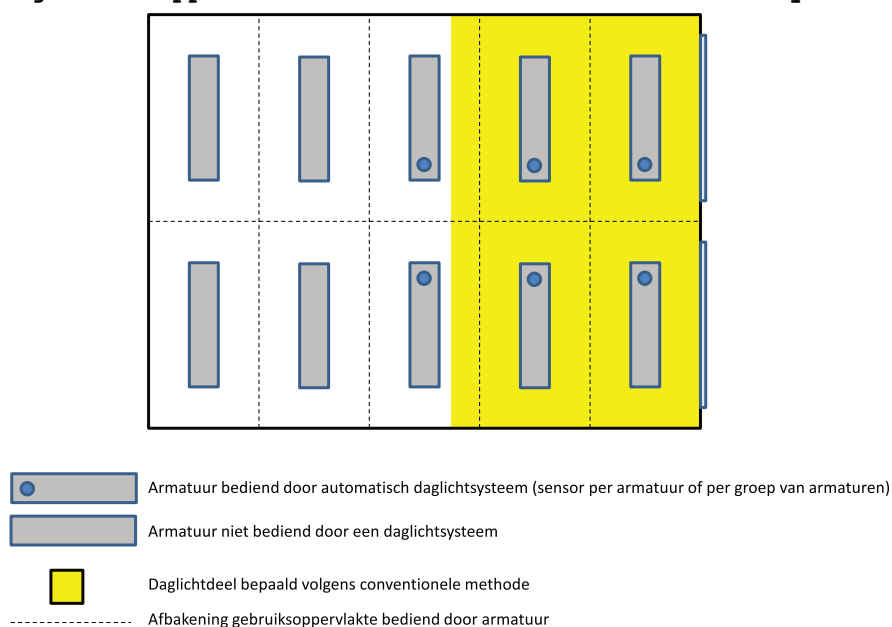 Armatuur bediend door automatisch daglichtsysteem (sensor per armatuur of per groep van armaturen)
Armatuur niet bediend door een daglichtsysteem
Daglichtdeel bepaald volgens conventionele methode
Afbakening gebruiksoppervlakte bediend door armatuur